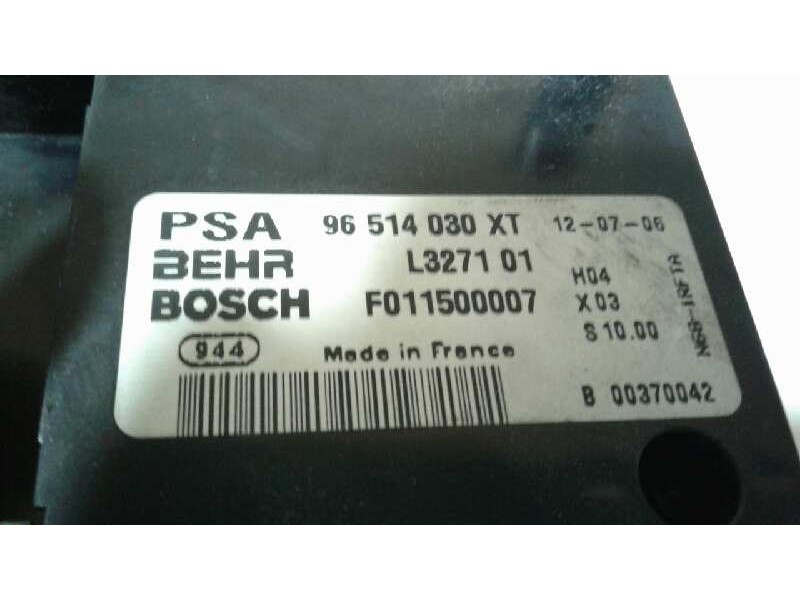 PSA 96 514 030 XT 12-07-06
BEHR L3271 01 H04
BOSCH F011500007 X 03
S 10.00
944 Made in France
B 00370042